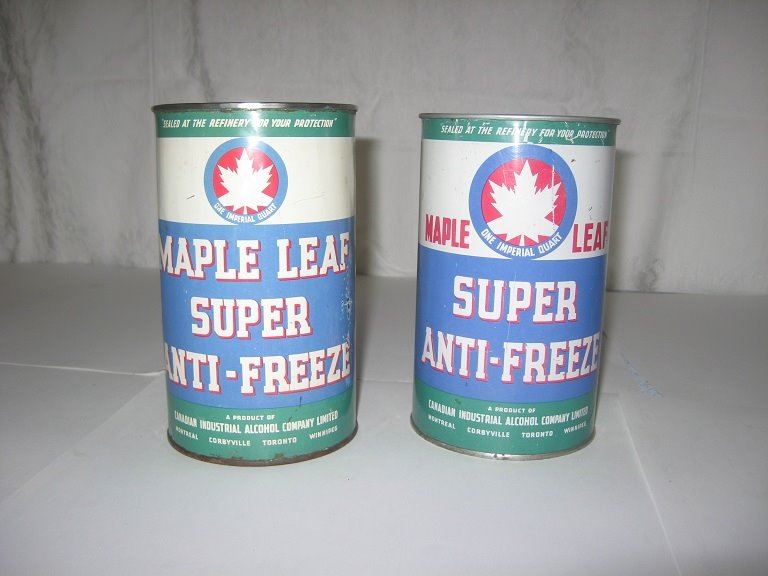 "SEALED AT THE REFINERY FOR YOUR PROTECTION"
ONE IMPERIAL QUART
MAPLE LEAF
SUPER
ANTI-FREEZE
A PRODUCT OF
CANADIAN INDUSTRIAL ALCOHOL COMPANY LIMITED
MONTREAL CORBYVILLE TORONTO WINNIPEG
"SEALED AT THE REFINERY FOR YOUR PROTECTION"
ONE IMPERIAL QUART
MAPLE LEAF
SUPER
ANTI-FREEZE
A PRODUCT OF
CANADIAN INDUSTRIAL ALCOHOL COMPANY LIMITED
MONTREAL CORBYVILLE TORONTO WINNIPEG